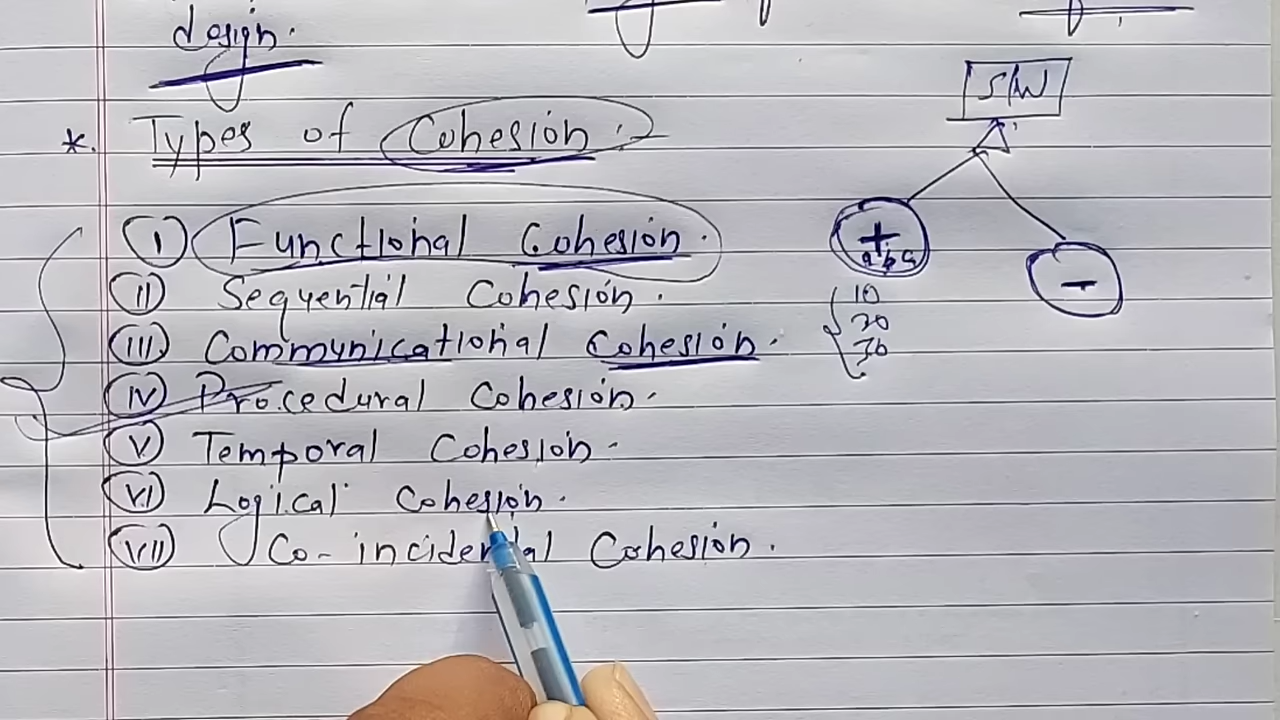 design.
S/W
*. Types of Cohesion :-
I) Functional Cohesion.
II) Sequential Cohesion.
III) Communicational Cohesion.
IV) Procedural Cohesion.
V) Temporal Cohesion.
VI) Logical Cohesion.
VII) Co-incidental Cohesion.
+
a,b,c
10
20
30
-